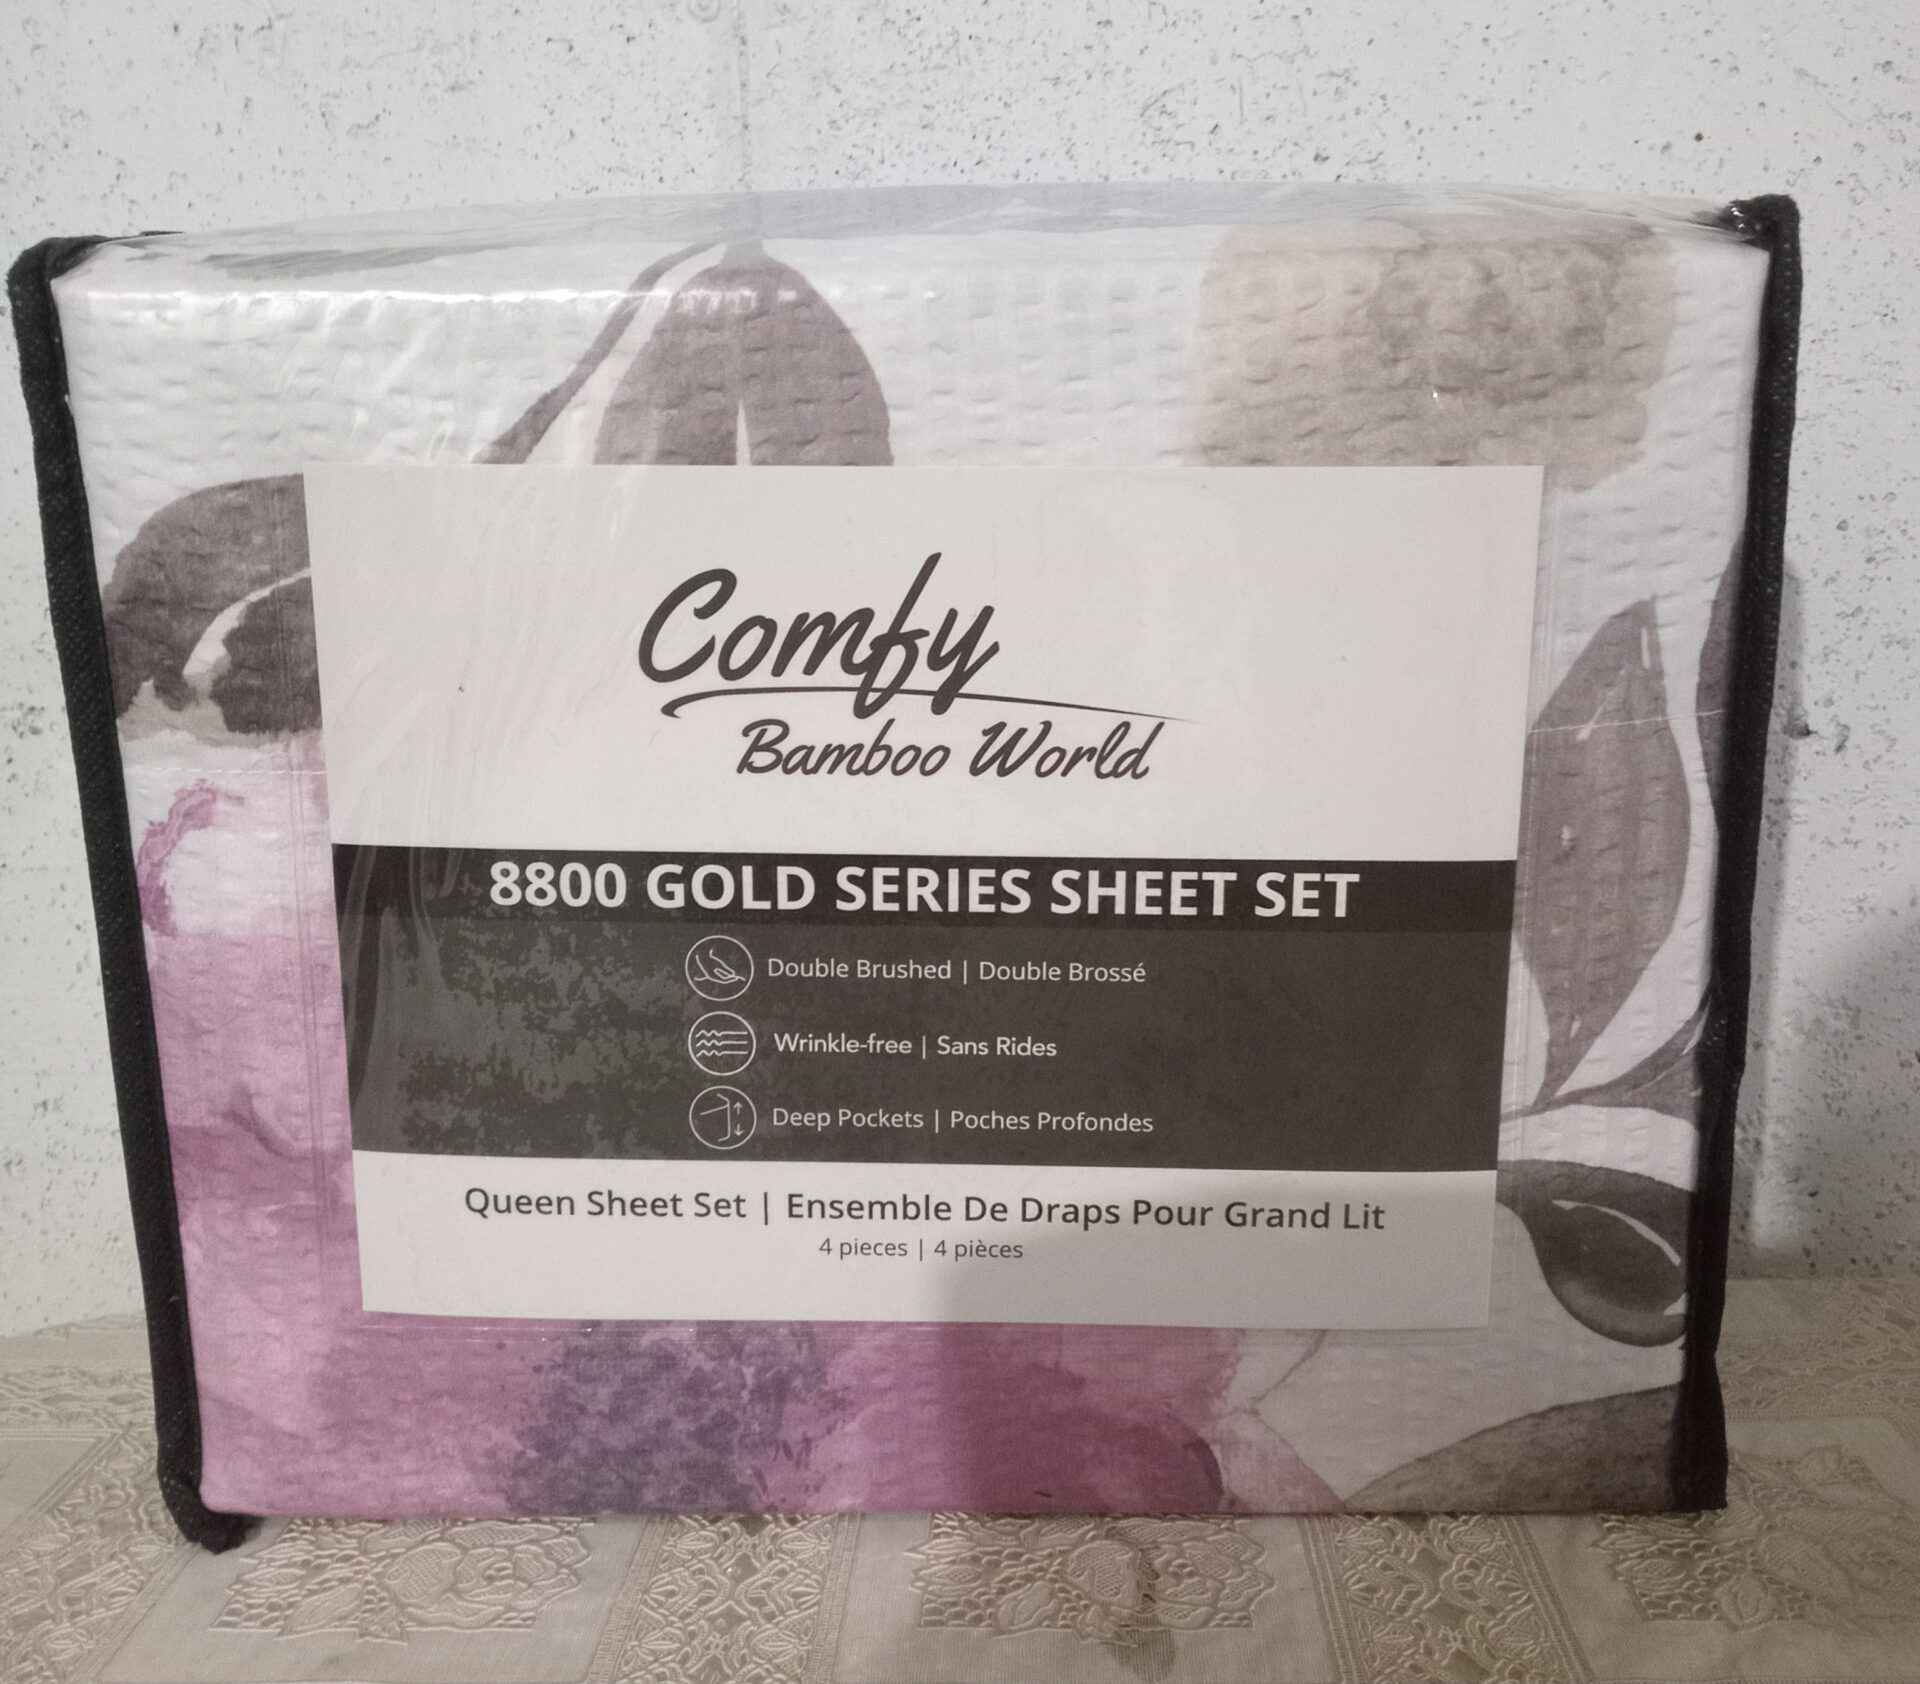 Comfy
Bamboo World
8800 GOLD SERIES SHEET SET
Double Brushed | Double Brossé
Wrinkle-free | Sans Rides
Deep Pockets | Poches Profondes
Queen Sheet Set | Ensemble De Draps Pour Grand Lit
4 pieces | 4 pièces